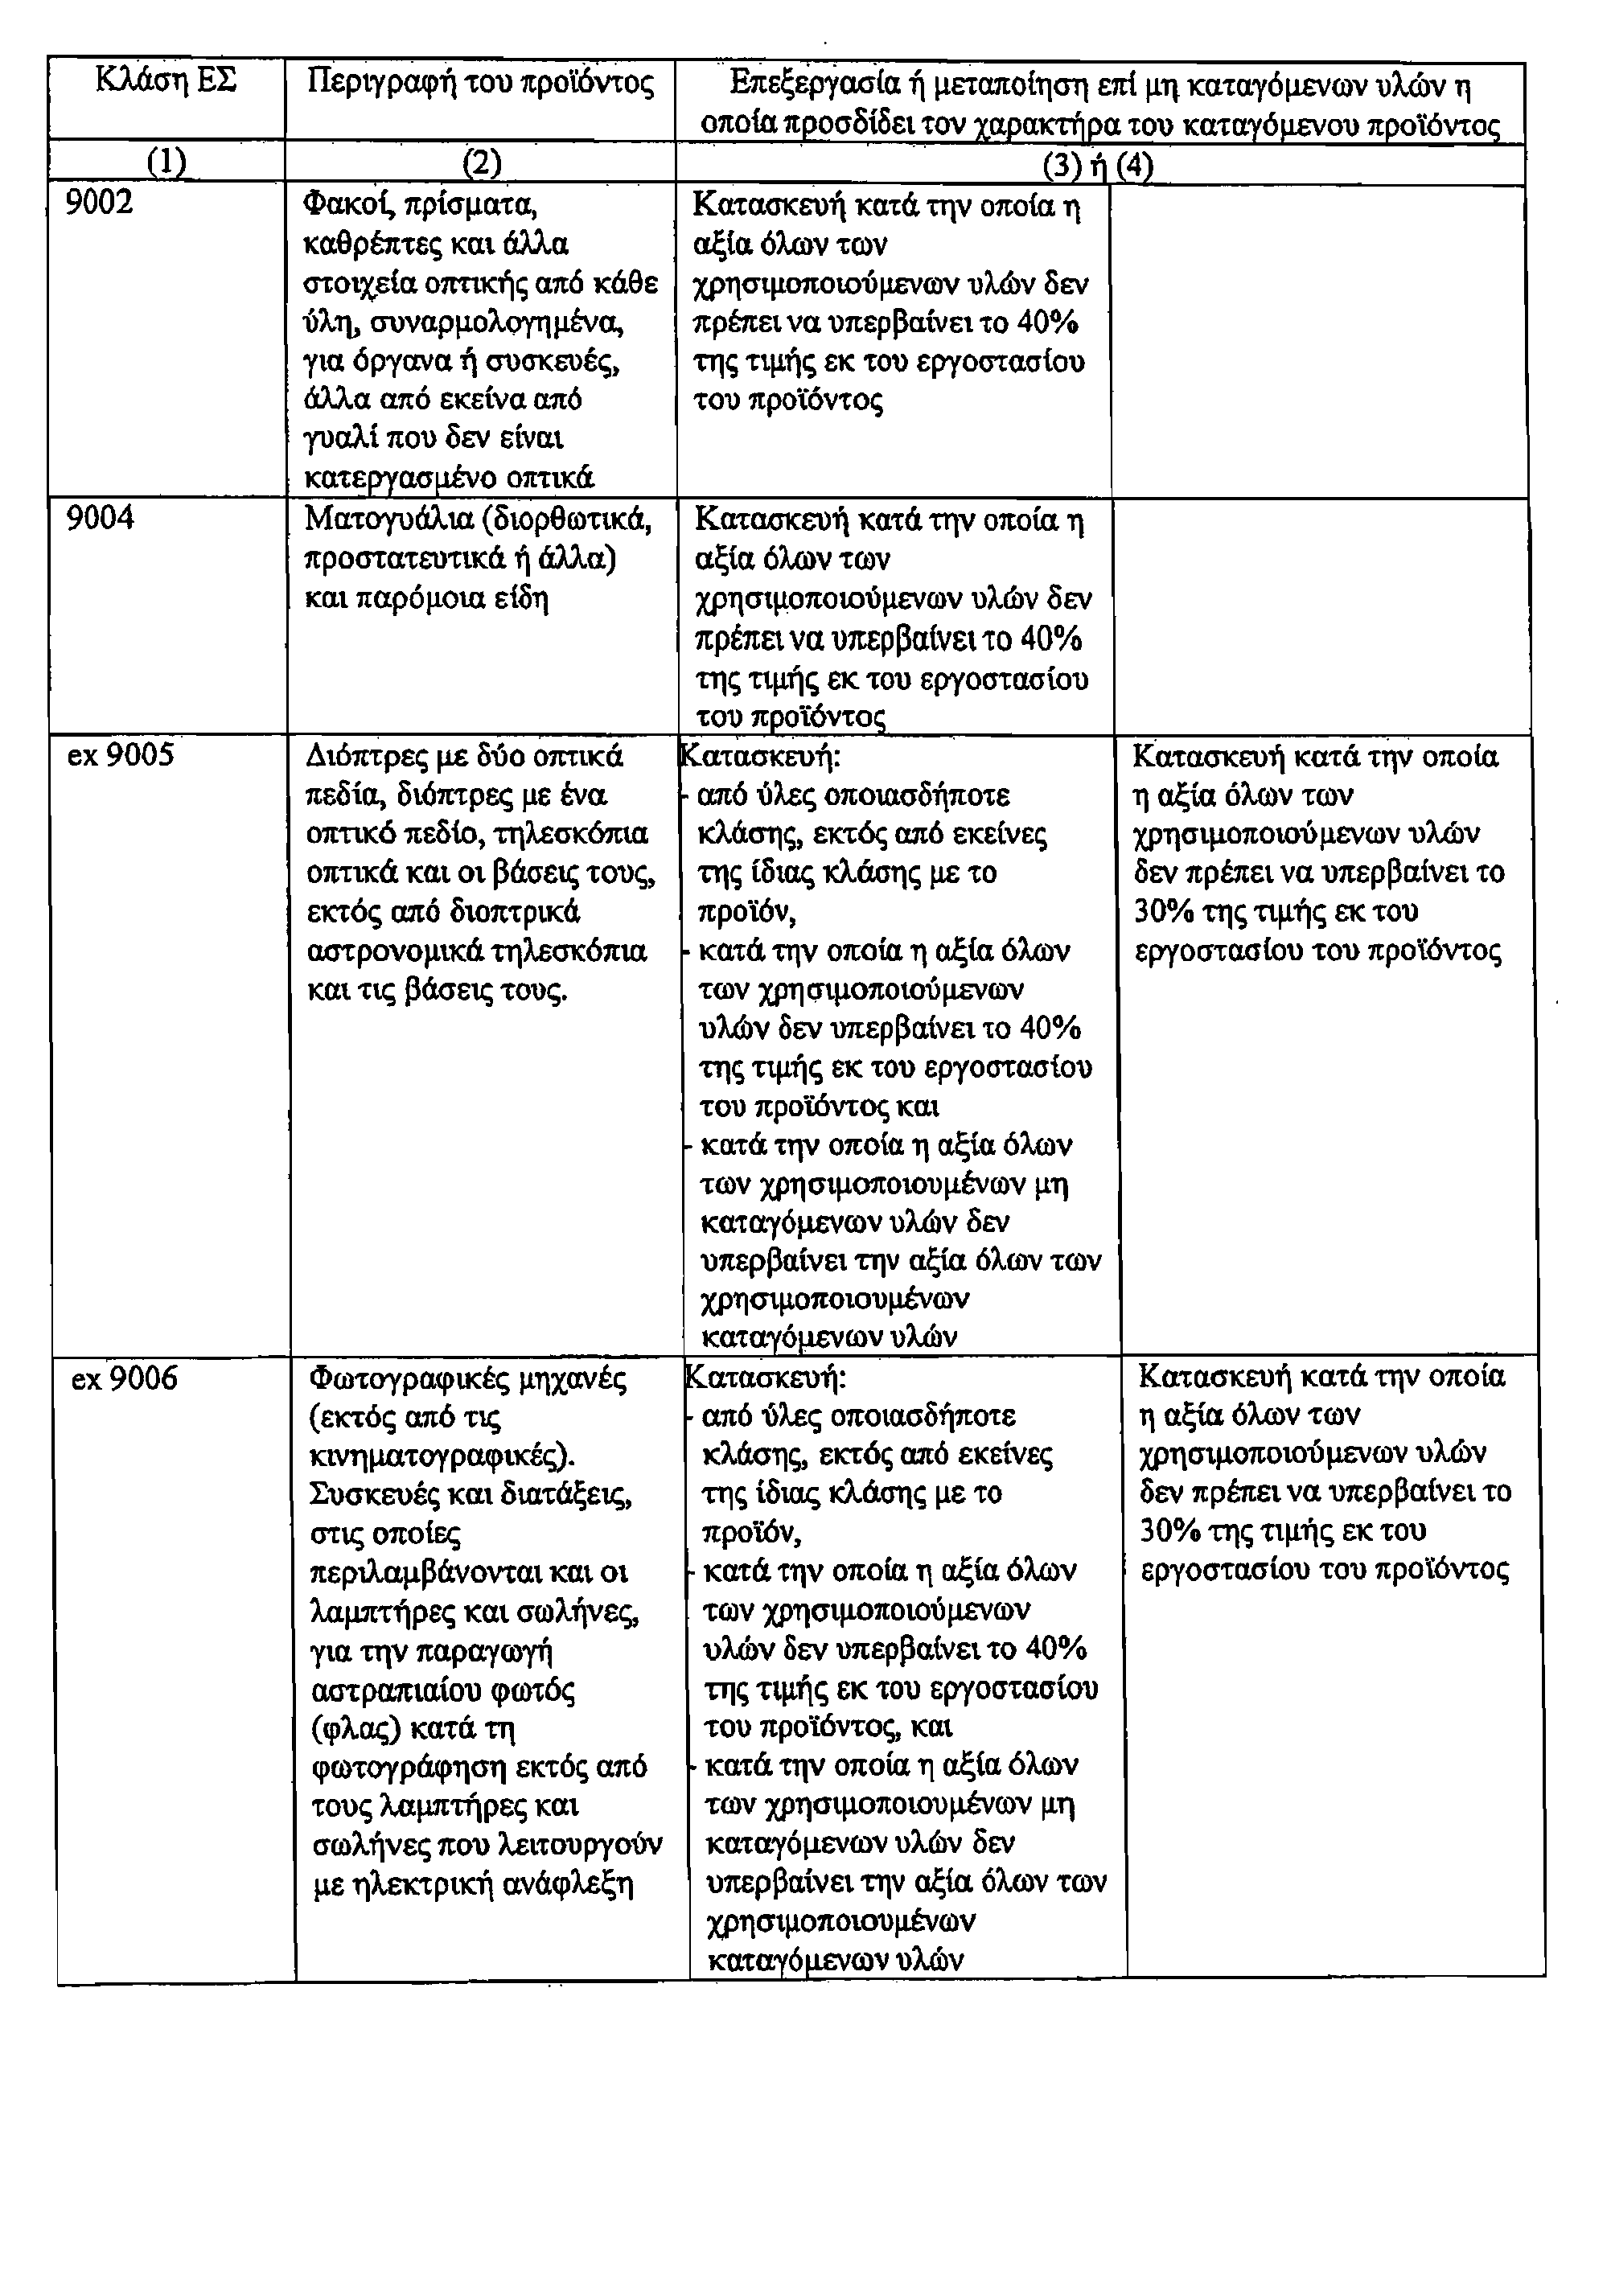 Κλάση ΕΣ
Περιγραφή του προϊόντος
Επεξεργασία ή μεταποίηση επί μη καταγόμενων υλών η
οποία προσδίδει τον χαρακτήρα του καταγόμενου προϊόντος
(1)
(2)
(3) ή (4)
9002
Φακοί, πρίσματα,
καθρέπτες και άλλα
στοιχεία οπτικής από κάθε
ύλη, συναρμολογημένα,
για όργανα ή συσκευές,
άλλα από εκείνα από
γυαλί που δεν είναι
κατεργασμένο οπτικά
Κατασκευή κατά την οποία η
αξία όλων των
χρησιμοποιούμενων υλών δεν
πρέπει να υπερβαίνει το 40%
της τιμής εκ του εργοστασίου
του προϊόντος
9004
Ματογυάλια (διορθωτικά,
προστατευτικά ή άλλα)
και παρόμοια είδη
Κατασκευή κατά την οποία η
αξία όλων των
χρησιμοποιούμενων υλών δεν
πρέπει να υπερβαίνει το 40%
της τιμής εκ του εργοστασίου
του προϊόντος
ex 9005
Διόπτρες με δύο οπτικά
πεδία, διόπτρες με ένα
οπτικό πεδίο, τηλεσκόπια
οπτικά και οι βάσεις τους,
εκτός από διοπτρικά
αστρονομικά τηλεσκόπια
και τις βάσεις τους.
Κατασκευή:
- από ύλες οποιασδήποτε
κλάσης, εκτός από εκείνες
της ίδιας κλάσης με το
προϊόν,
- κατά την οποία η αξία όλων
των χρησιμοποιούμενων
υλών δεν υπερβαίνει το 40%
της τιμής εκ του εργοστασίου
του προϊόντος και
- κατά την οποία η αξία όλων
των χρησιμοποιουμένων μη
καταγόμενων υλών δεν
υπερβαίνει την αξία όλων των
χρησιμοποιουμένων
καταγόμενων υλών
Κατασκευή κατά την οποία
η αξία όλων των
χρησιμοποιούμενων υλών
δεν πρέπει να υπερβαίνει το
30% της τιμής εκ του
εργοστασίου του προϊόντος
ex 9006
Φωτογραφικές μηχανές
(εκτός από τις
κινηματογραφικές).
Συσκευές και διατάξεις,
στις οποίες
περιλαμβάνονται και οι
λαμπτήρες και σωλήνες,
για την παραγωγή
αστραπιαίου φωτός
(φλας) κατά τη
φωτογράφηση εκτός από
τους λαμπτήρες και
σωλήνες που λειτουργούν
με ηλεκτρική ανάφλεξη
Κατασκευή:
- από ύλες οποιασδήποτε
κλάσης, εκτός από εκείνες
της ίδιας κλάσης με το
προϊόν,
- κατά την οποία η αξία όλων
των χρησιμοποιούμενων
υλών δεν υπερβαίνει το 40%
της τιμής εκ του εργοστασίου
του προϊόντος, και
- κατά την οποία η αξία όλων
των χρησιμοποιουμένων μη
καταγόμενων υλών δεν
υπερβαίνει την αξία όλων των
χρησιμοποιουμένων
καταγόμενων υλών
Κατασκευή κατά την οποία
η αξία όλων των
χρησιμοποιούμενων υλών
δεν πρέπει να υπερβαίνει το
30% της τιμής εκ του
εργοστασίου του προϊόντος